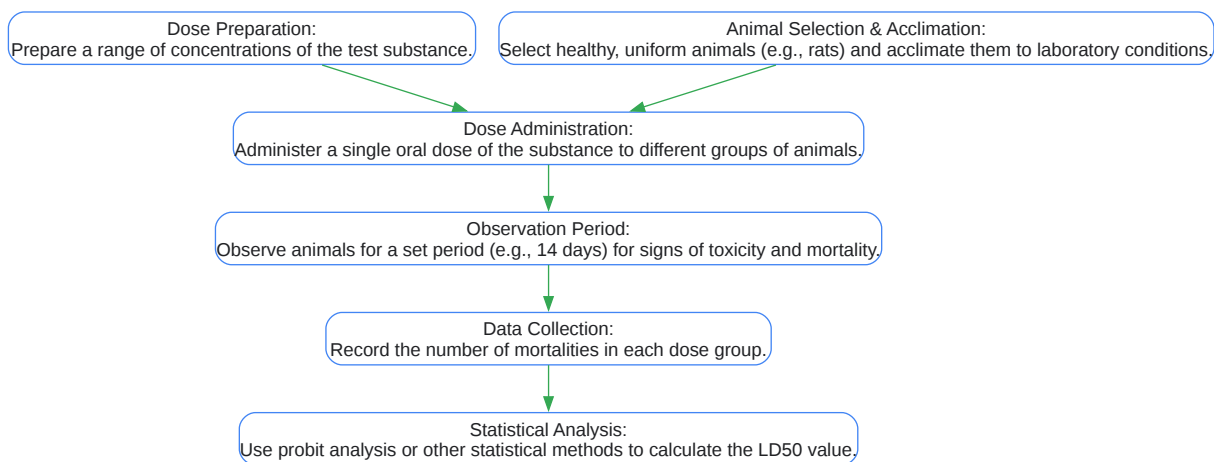 Dose Preparation:
Prepare a range of concentrations of the test substance.
Animal Selection & Acclimation:
Select healthy, uniform animals (e.g., rats) and acclimate them to laboratory conditions.
Dose Administration:
Administer a single oral dose of the substance to different groups of animals.
Observation Period:
Observe animals for a set period (e.g., 14 days) for signs of toxicity and mortality.
Data Collection:
Record the number of mortalities in each dose group.
Statistical Analysis:
Use probit analysis or other statistical methods to calculate the LD50 value.